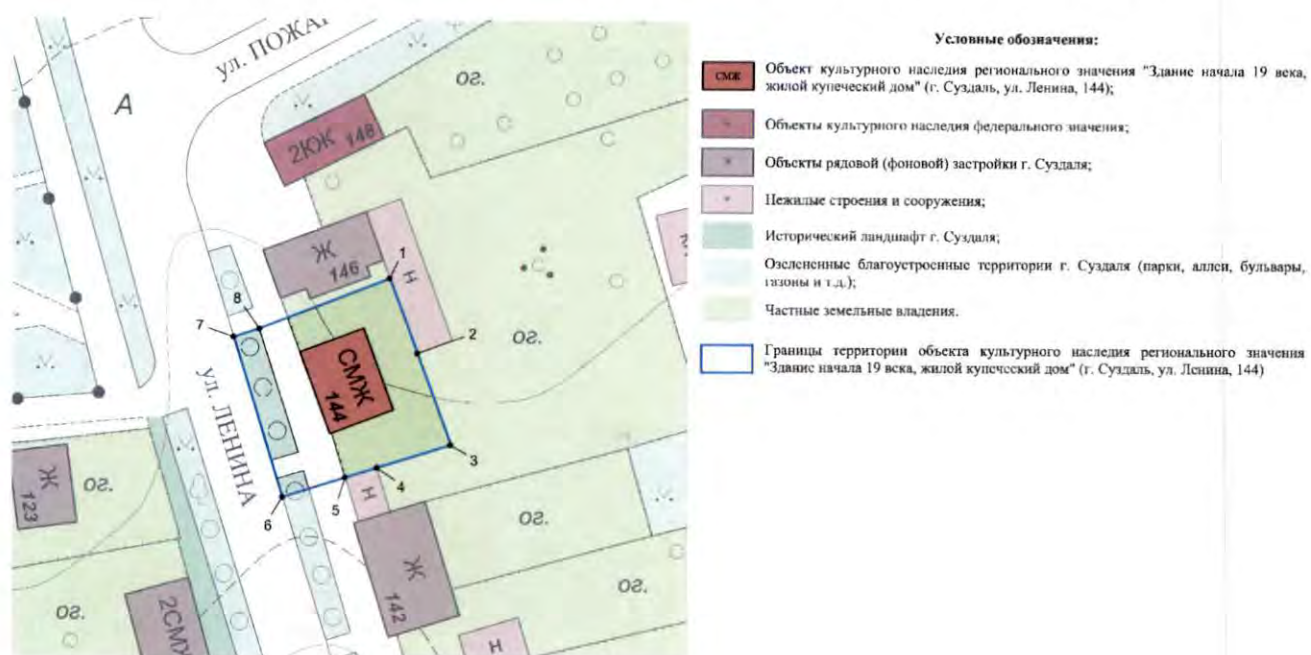 ул. ПОЖА
А
ог.
2КЖ 148
Ж
146
Н
1
8
7
2
ог.
СМЖ
144
ул. ЛЕНИНА
3
4
5
6
Н
Ж
123
ог.
ог.
Ж
142
ог.
ог.
2СМЖ
Н
Условные обозначения:
СМЖ
Объект культурного наследия регионального значения "Здание начала 19 века,
жилой купеческий дом" (г. Суздаль, ул. Ленина, 144);
Объекты культурного наследия федерального значения;
Ж
Объекты рядовой (фоновой) застройки г. Суздаля;
Нежилые строения и сооружения;
Исторический ландшафт г. Суздаля;
Озелененные благоустроенные территории г. Суздаля (парки, аллеи, бульвары,
газоны и т.д.);
Частные земельные владения.
Границы территории объекта культурного наследия регионального значения
"Здание начала 19 века, жилой купеческий дом" (г. Суздаль, ул. Ленина, 144)